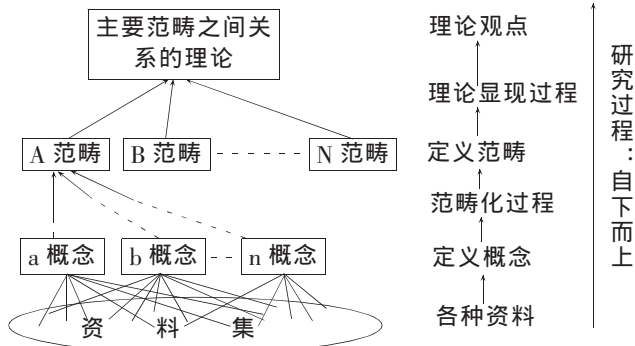 主要范畴之间关
系的理论
A 范畴
B 范畴
N 范畴
a 概念
b 概念
n 概念
资 料 集
理论观点
理论显现过程
定义范畴
范畴化过程
定义概念
各种资料
研究过程：自下而上